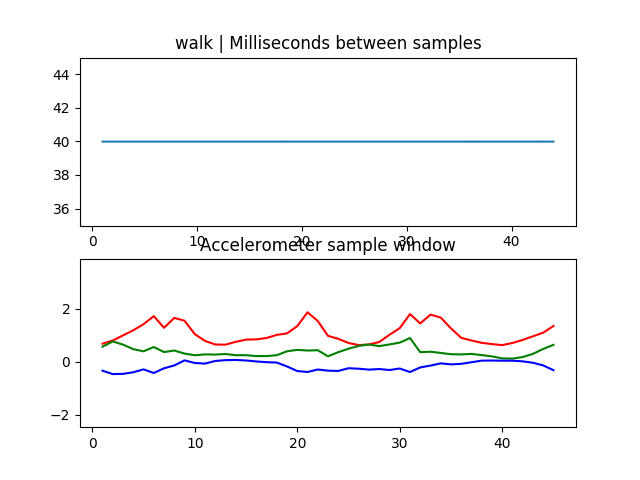 walk | Milliseconds between samples
44
42
40
38
36
0 10 20 30 40
Accelerometer sample window
2
0
−2
0 10 20 30 40